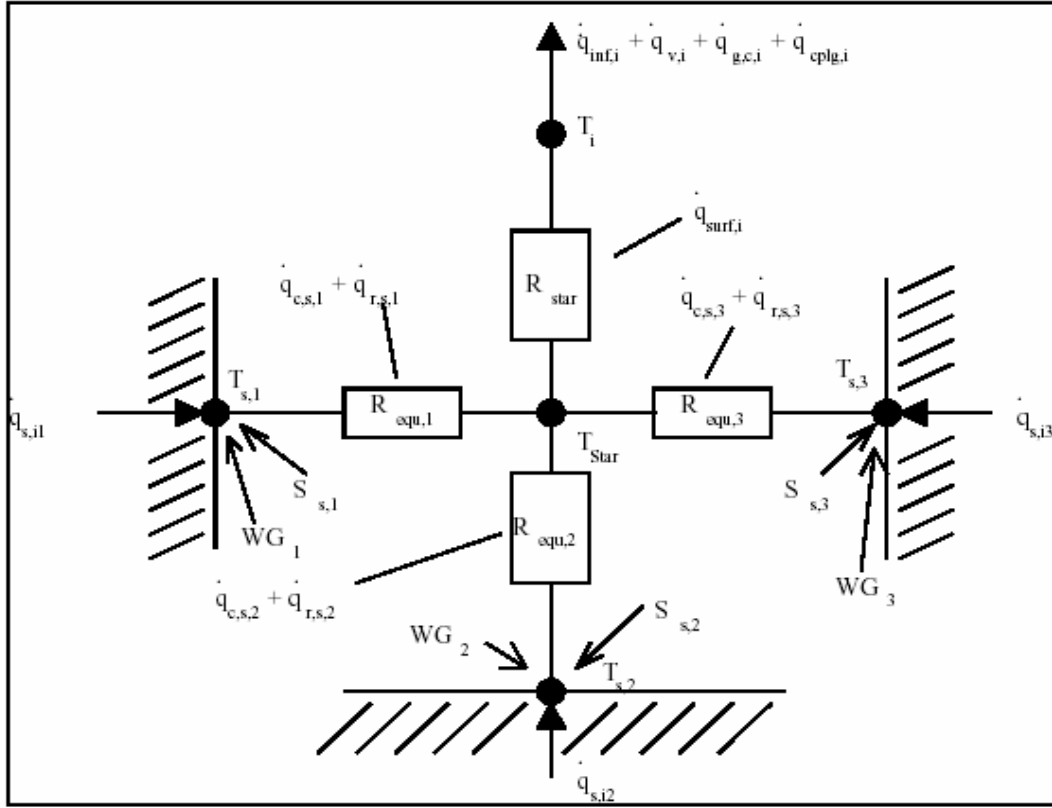 q̇inf,i + q̇v,i + q̇g,c,i + q̇cplg,i
Ti
q̇surf,i
Rstar
q̇c,s,1 + q̇r,s,1
q̇c,s,3 + q̇r,s,3
Ts,1
Ts,3
q̇s,i1
Requ,1
Requ,3
q̇s,i3
TStar
Ss,1
Ss,3
WG1
Requ,2
WG3
q̇c,s,2 + q̇r,s,2
Ss,2
WG2
Ts,2
q̇s,i2